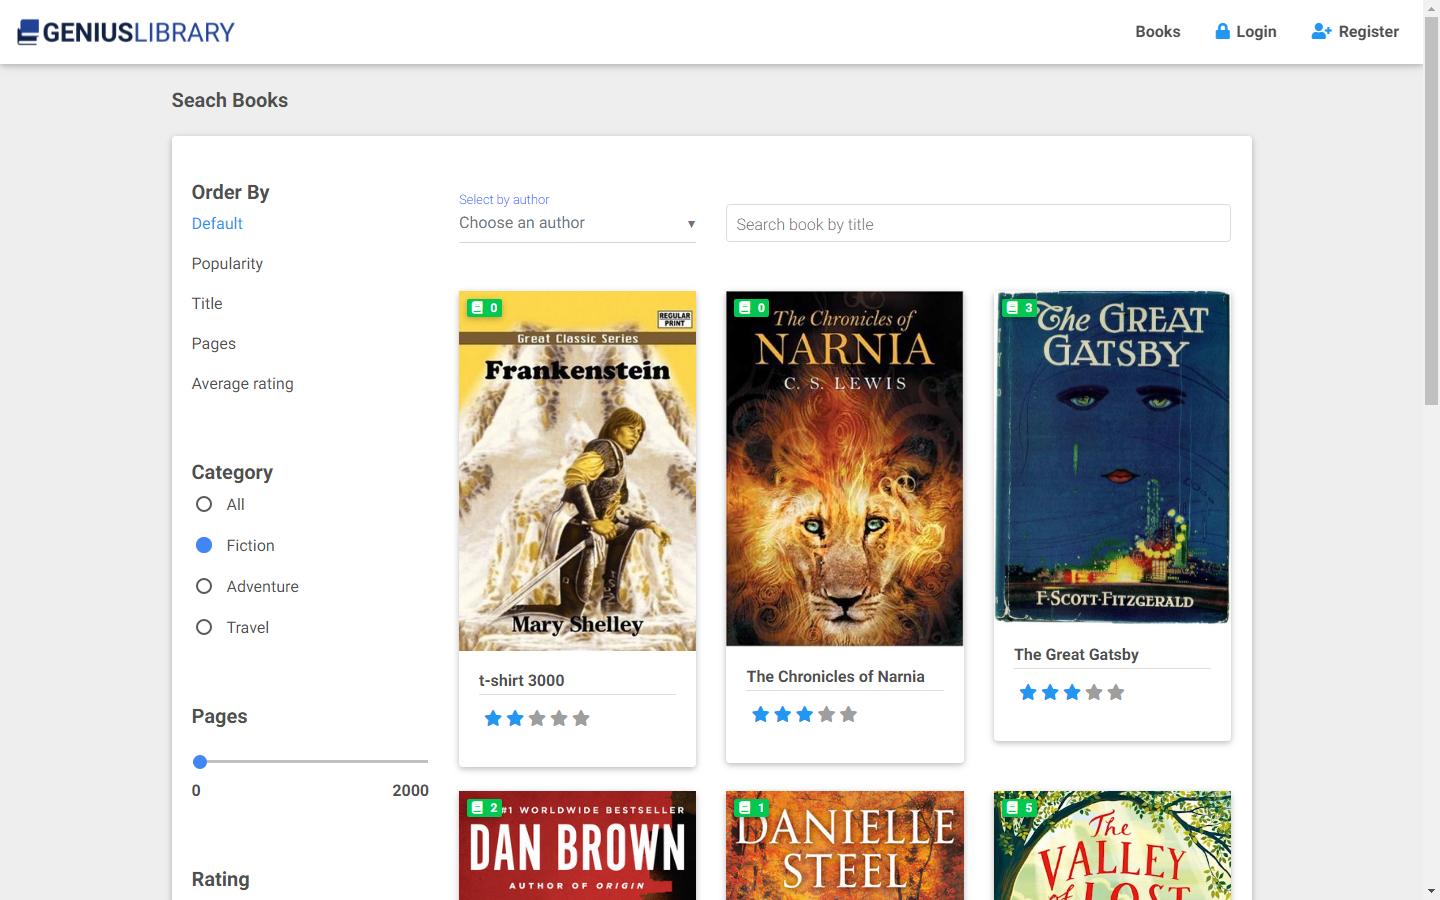 GENIUSLIBRARY
Books
Login
Register
Seach Books
Order By
Default
Popularity
Title
Pages
Average rating
Category
All
Fiction
Adventure
Travel
Pages
0
2000
Rating
Select by author
Choose an author
Search book by title
0
REGULAR
PRINT
Great Classic Series
Frankenstein
Mary Shelley
t-shirt 3000
0
The Chronicles of
NARNIA
C. S. LEWIS
The Chronicles of Narnia
3
The GREAT
GATSBY
F·SCOTT·FITZGERALD
The Great Gatsby
2
#1 WORLDWIDE BESTSELLER
DAN BROWN
AUTHOR OF ORIGIN
1
DANIELLE
STEEL
5
The
VALLEY
of LOST